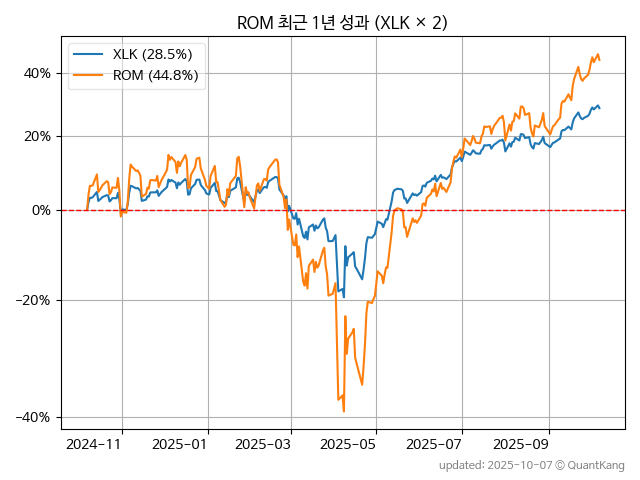 ROM 최근 1년 성과 (XLK × 2)
XLK (28.5%)
ROM (44.8%)
40%
20%
0%
−20%
−40%
2024-11 2025-01 2025-03 2025-05 2025-07 2025-09
updated: 2025-10-07 © QuantKang